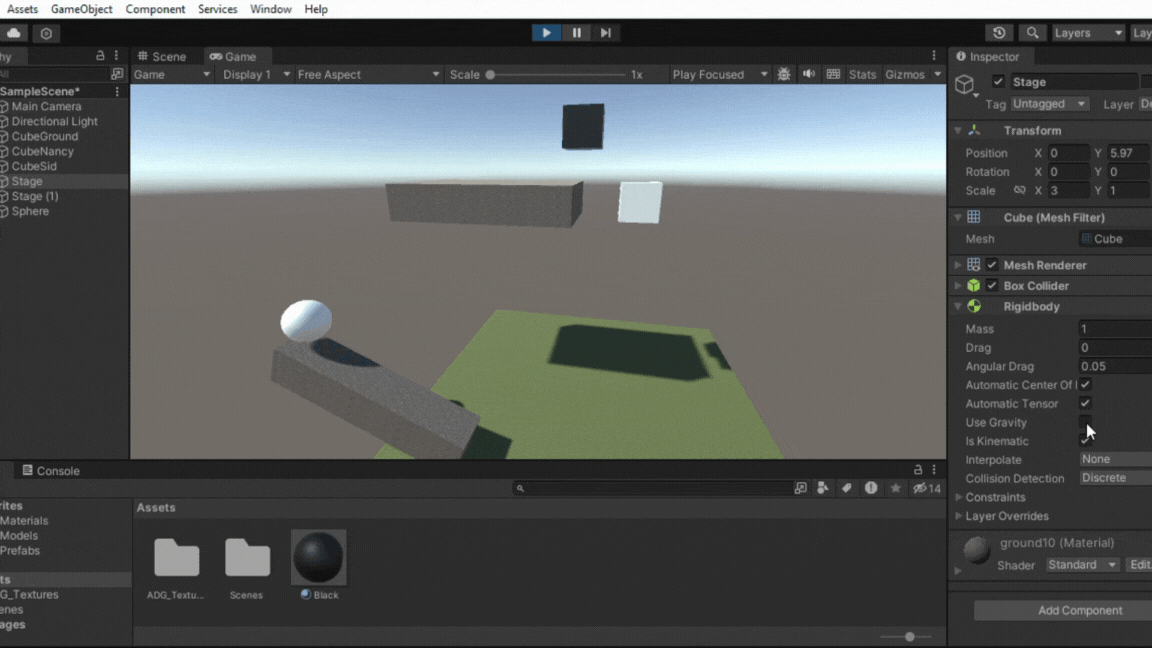 Assets GameObject Component Services Window Help
Layers Lay
hy
All
Scene Game
Game Display 1 Free Aspect Scale 1x Play Focused Stats Gizmos
SampleScene*
Main Camera
Directional Light
CubeGround
CubeNancy
CubeSid
Stage
Stage (1)
Sphere
Inspector
Stage
Tag Untagged Layer De
Transform
Position X 0 Y 5.97
Rotation X 0 Y 0
Scale X 3 Y 1
Cube (Mesh Filter)
Mesh Cube
Mesh Renderer
Box Collider
Rigidbody
Mass 1
Drag 0
Angular Drag 0.05
Automatic Center Of
Automatic Tensor
Use Gravity
Is Kinematic
Interpolate None
Collision Detection Discrete
Constraints
Layer Overrides
ground10 (Material)
Shader Standard Edit.
Add Component
Console
14
rites
Materials
Models
Prefabs
ts
G_Textures
enes
ages
Assets
ADG_Textu...
Scenes
Black